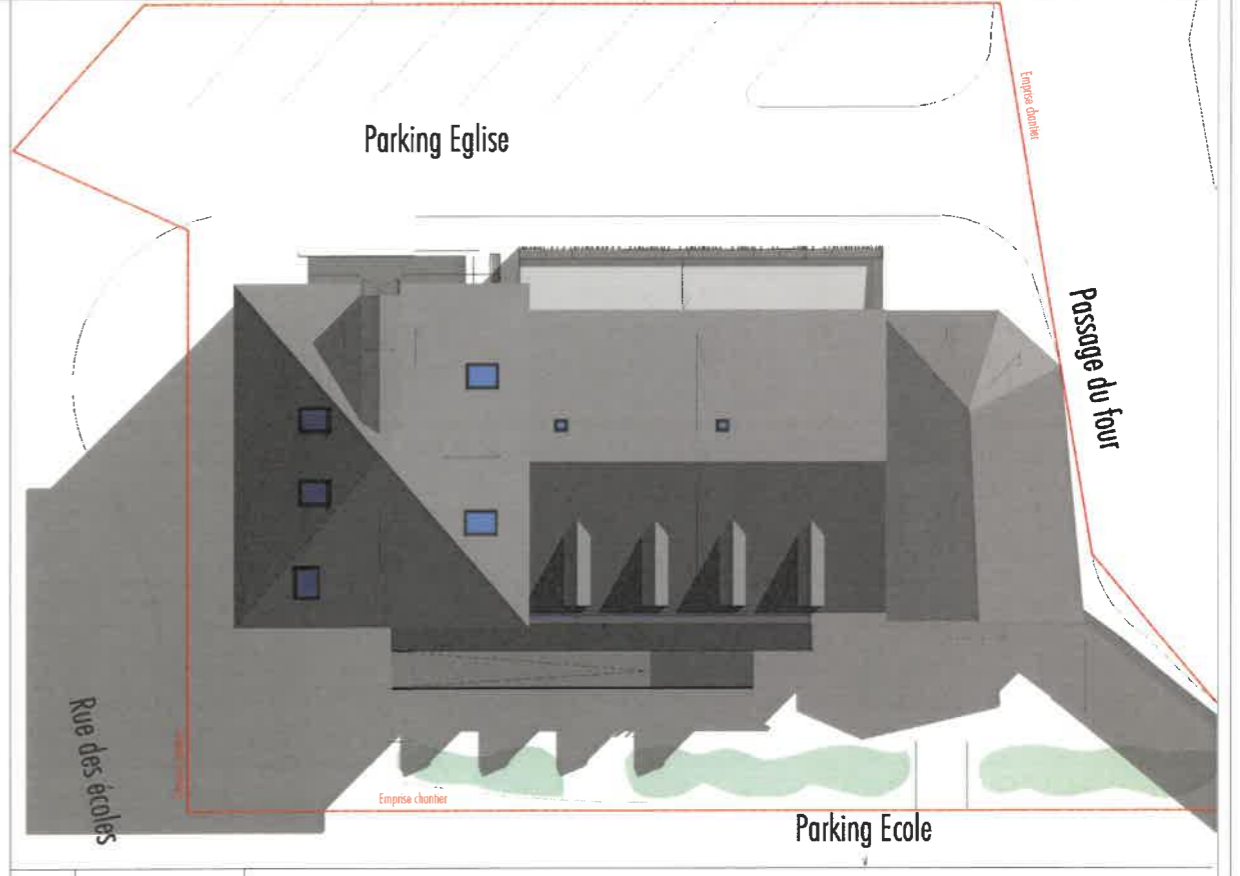 Emprise chantier
Parking Eglise
Passage du four
Rue des écoles
Emprise chantier
Parking Ecole